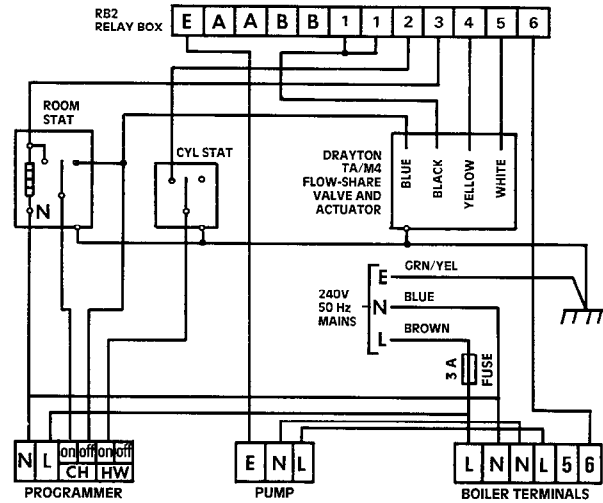 RB2
RELAY BOX
E A A B B 1 1 2 3 4 5 6
ROOM
STAT
N
CYL STAT
DRAYTON
TA/M4
FLOW-SHARE
VALVE AND
ACTUATOR
BLUE
BLACK
YELLOW
WHITE
240V
50 Hz
MAINS
E GRN/YEL
N BLUE
L BROWN
3 A
FUSE
N L on off on off
CH HW
PROGRAMMER
E N L
PUMP
L N N L 5 6
BOILER TERMINALS